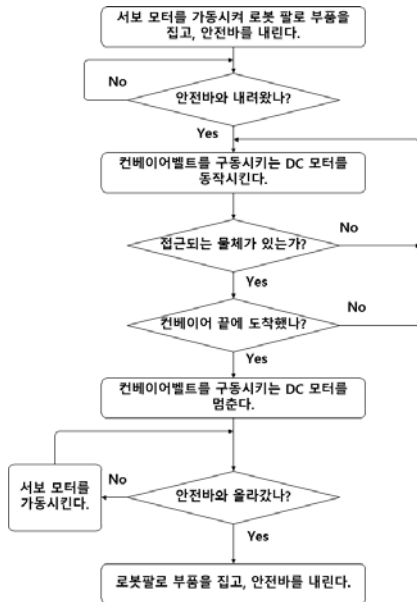 서보 모터를 가동시켜 로봇 팔로 부품을
집고, 안전바를 내린다.
No
안전바와 내려왔나?
Yes
컨베이어벨트를 구동시키는 DC 모터를
동작시킨다.
접근되는 물체가 있는가?
No
Yes
컨베이어 끝에 도착했나?
No
Yes
컨베이어벨트를 구동시키는 DC 모터를
멈춘다.
서보 모터를
가동시킨다.
No
안전바와 올라갔나?
Yes
로봇팔로 부품을 집고, 안전바를 내린다.